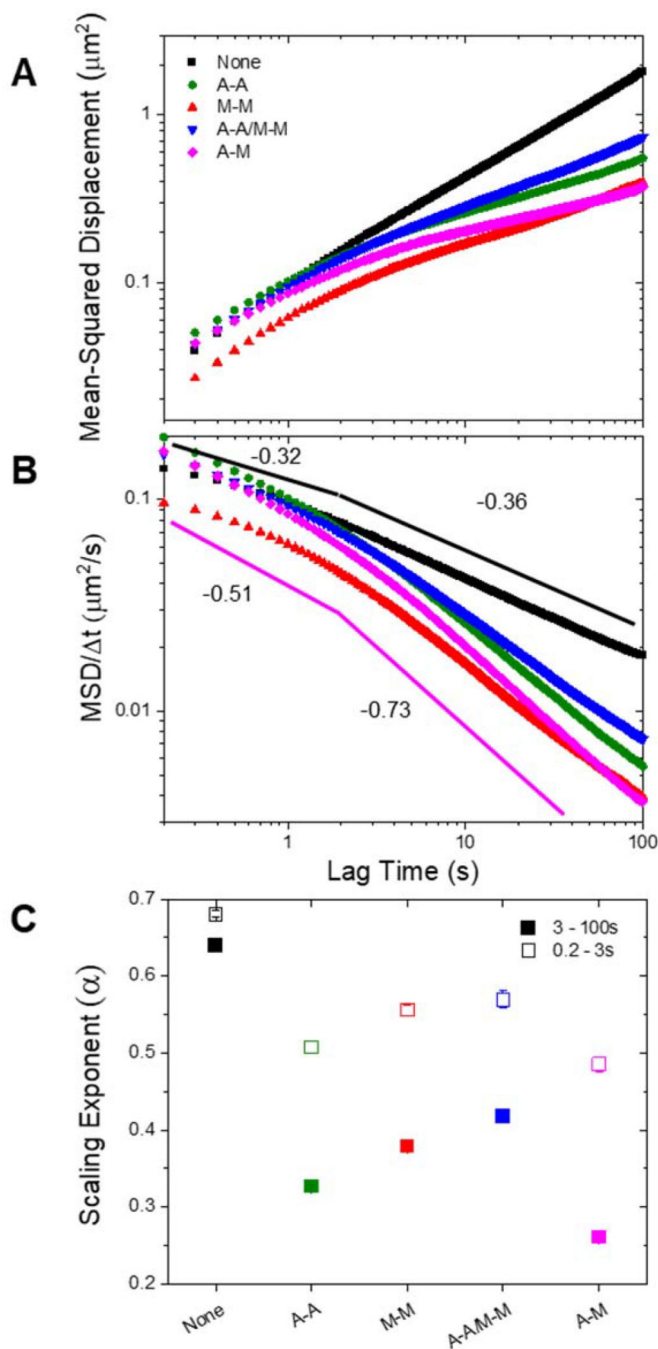 A
Mean-Squared Displacement (μm²)
1
0.1
None
A-A
M-M
A-A/M-M
A-M
B
MSD/Δt (μm²/s)
0.1
0.01
-0.32
-0.36
-0.51
-0.73
1
10
100
Lag Time (s)
C
Scaling Exponent (α)
0.7
0.6
0.5
0.4
0.3
0.2
3 - 100s
0.2 - 3s
None
A-A
M-M
A-A/M-M
A-M